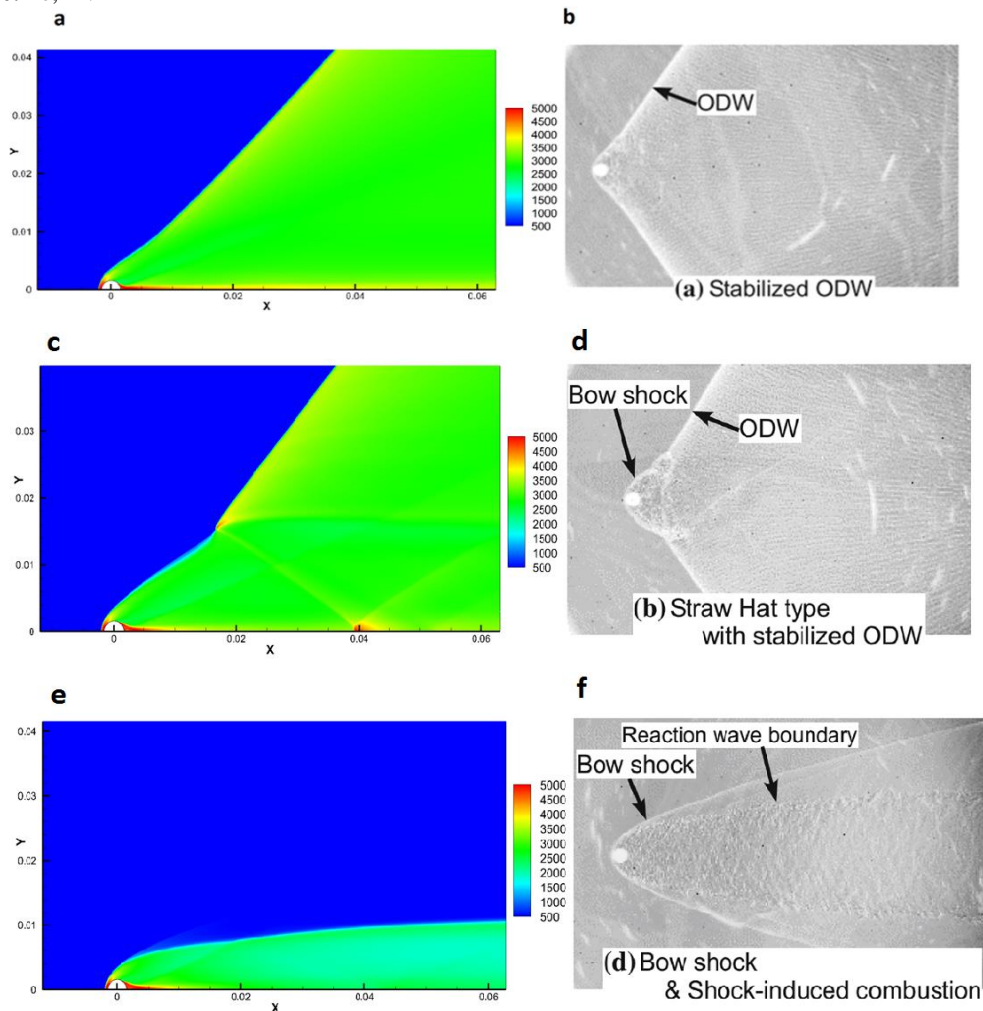 a
0.04
0.03
Y
0.02
0.01
0
0
0.02
0.04
0.06
X
5000
4500
4000
3500
3000
2500
2000
1500
1000
500
b
ODW
(a) Stabilized ODW
c
0.03
Y
0.02
0.01
0
0
0.02
0.04
0.06
X
5000
4500
4000
3500
3000
2500
2000
1500
1000
500
d
Bow shock
ODW
(b) Straw Hat type
with stabilized ODW
e
0.04
0.03
Y
0.02
0.01
0
0
0.02
0.04
0.06
X
5000
4500
4000
3500
3000
2500
2000
1500
1000
500
f
Reaction wave boundary
Bow shock
(d) Bow shock
& Shock-induced combustion